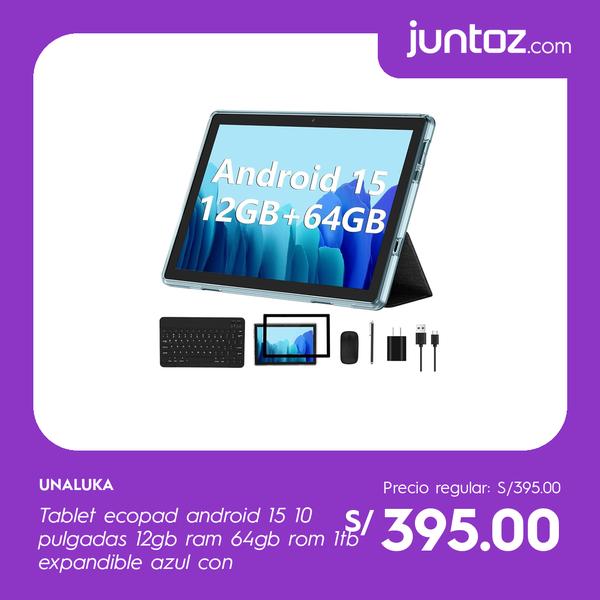 juntoz.com
Android 15
12GB+64GB
UNALUKA
Tablet ecopad android 15 10
pulgadas 12gb ram 64gb rom 1tb
expandible azul con
Precio regular: S/395.00
S/ 395.00